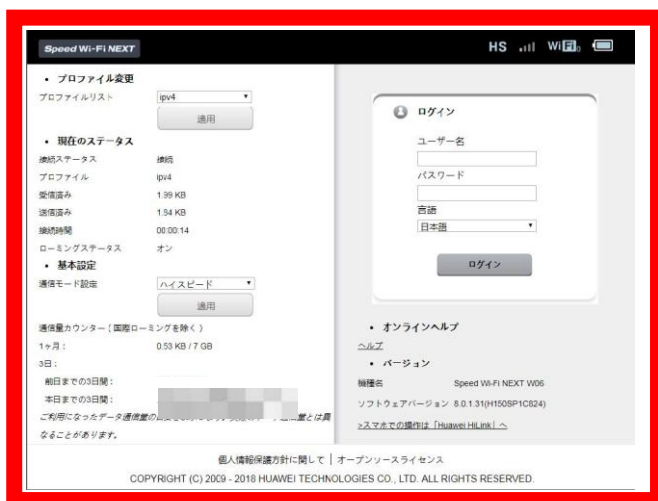 Speed Wi-Fi NEXT
HS WiFi
・ プロファイル変更
プロファイルリスト ipv4
適用
・ 現在のステータス
接続ステータス 接続
プロファイル ipv4
受信済み 1.99 KB
送信済み 1.94 KB
接続時間 00:00:14
ローミングステータス オン
・ 基本設定
通信モード設定 ハイスピード
適用
通信量カウンター ( 国際ローミングを除く )
1ヶ月 : 0.53 KB / 7 GB
3日 :
前日までの3日間 :
本日までの3日間 :
ご利用になったデータ通信量の
量とは異
なることがあります。
ログイン
ユーザー名
パスワード
言語
日本語
ログイン
・ オンラインヘルプ
ヘルプ
・ バージョン
機種名 Speed Wi-Fi NEXT W06
ソフトウェアバージョン 8.0.1.31(H150SP1C824)
>スマホでの操作は「Huawei HiLink」へ
個人情報保護方針に関して | オープンソースライセンス
COPYRIGHT (C) 2009 - 2018 HUAWEI TECHNOLOGIES CO., LTD. ALL RIGHTS RESERVED.